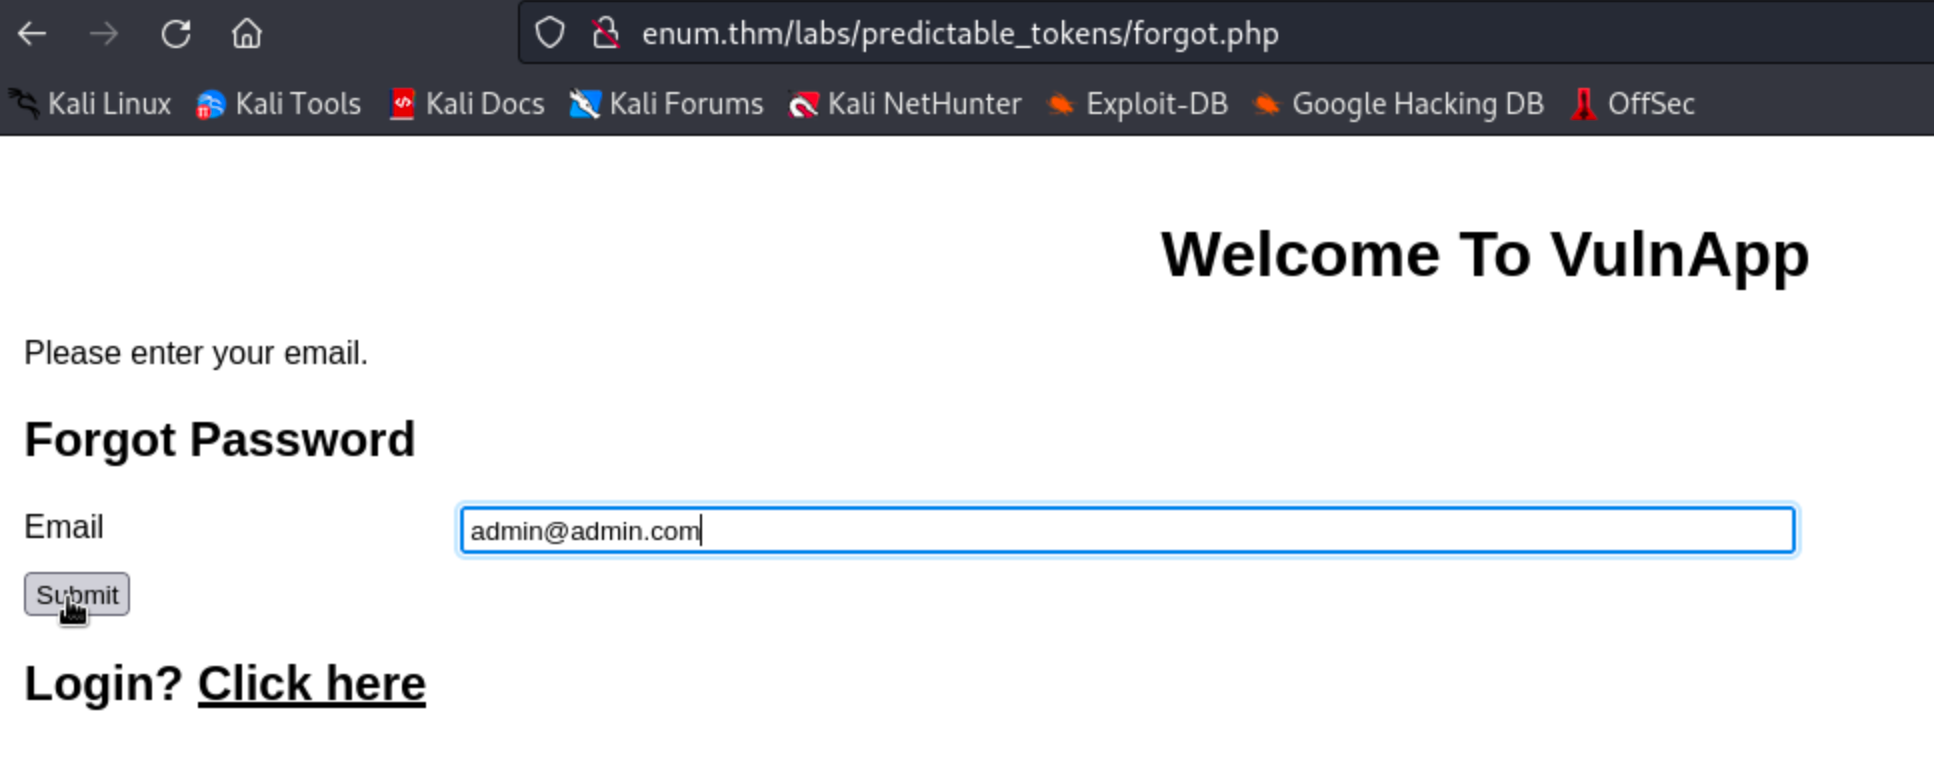 enum.thm/labs/predictable_tokens/forgot.php
Kali Linux Kali Tools Kali Docs Kali Forums Kali NetHunter Exploit-DB Google Hacking DB OffSec
Welcome To VulnApp
Please enter your email.
Forgot Password
Email admin@admin.com
Submit
Login? Click here